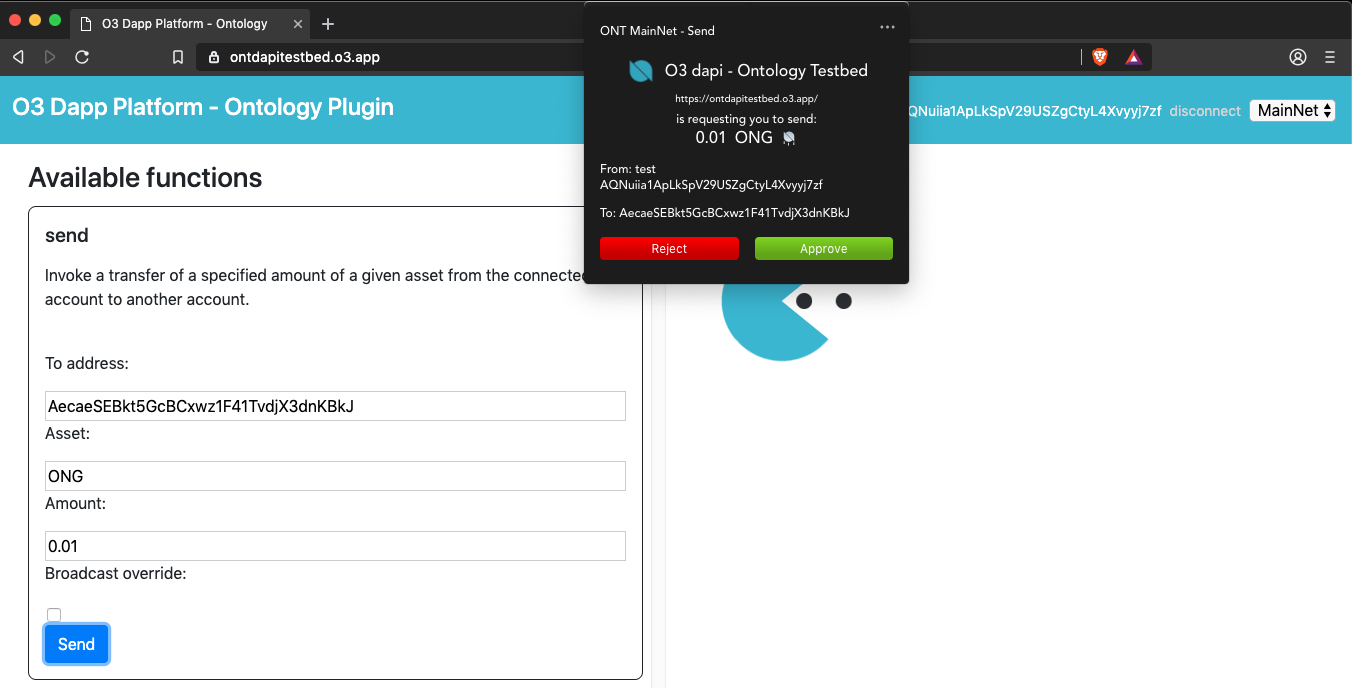 O3 Dapp Platform - Ontology
ontdapitestbed.o3.app
O3 Dapp Platform - Ontology Plugin
QNuiia1ApLkSpV29USZgCtyL4Xvyyj7zf disconnect MainNet
ONT MainNet - Send
O3 dapi - Ontology Testbed
https://ontdapitestbed.o3.app/
is requesting you to send:
0.01 ONG
From: test
AQNuiia1ApLkSpV29USZgCtyL4Xvyyj7zf
To: AecaeSEBkt5GcBCxwz1F41TvdjX3dnKBkJ
Reject Approve
Available functions
send
Invoke a transfer of a specified amount of a given asset from the connected
account to another account.
To address:
AecaeSEBkt5GcBCxwz1F41TvdjX3dnKBkJ
Asset:
ONG
Amount:
0.01
Broadcast override:
Send